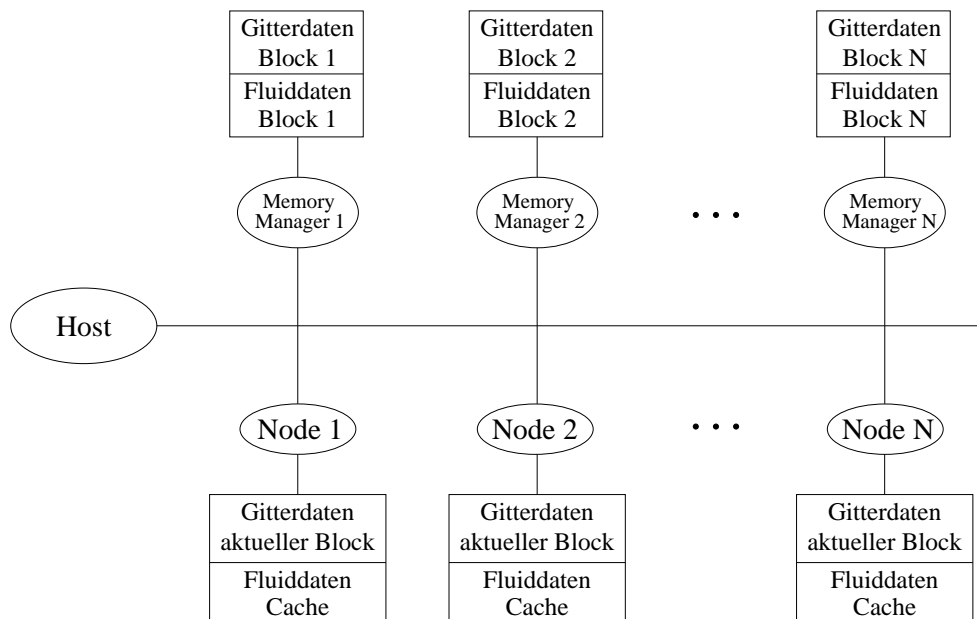 Gitterdaten
Block 1
Fluiddaten
Block 1
Gitterdaten
Block 2
Fluiddaten
Block 2
Gitterdaten
Block N
Fluiddaten
Block N
Memory
Manager 1
Memory
Manager 2
. . .
Memory
Manager N
Host
Node 1
Node 2
. . .
Node N
Gitterdaten
aktueller Block
Fluiddaten
Cache
Gitterdaten
aktueller Block
Fluiddaten
Cache
Gitterdaten
aktueller Block
Fluiddaten
Cache